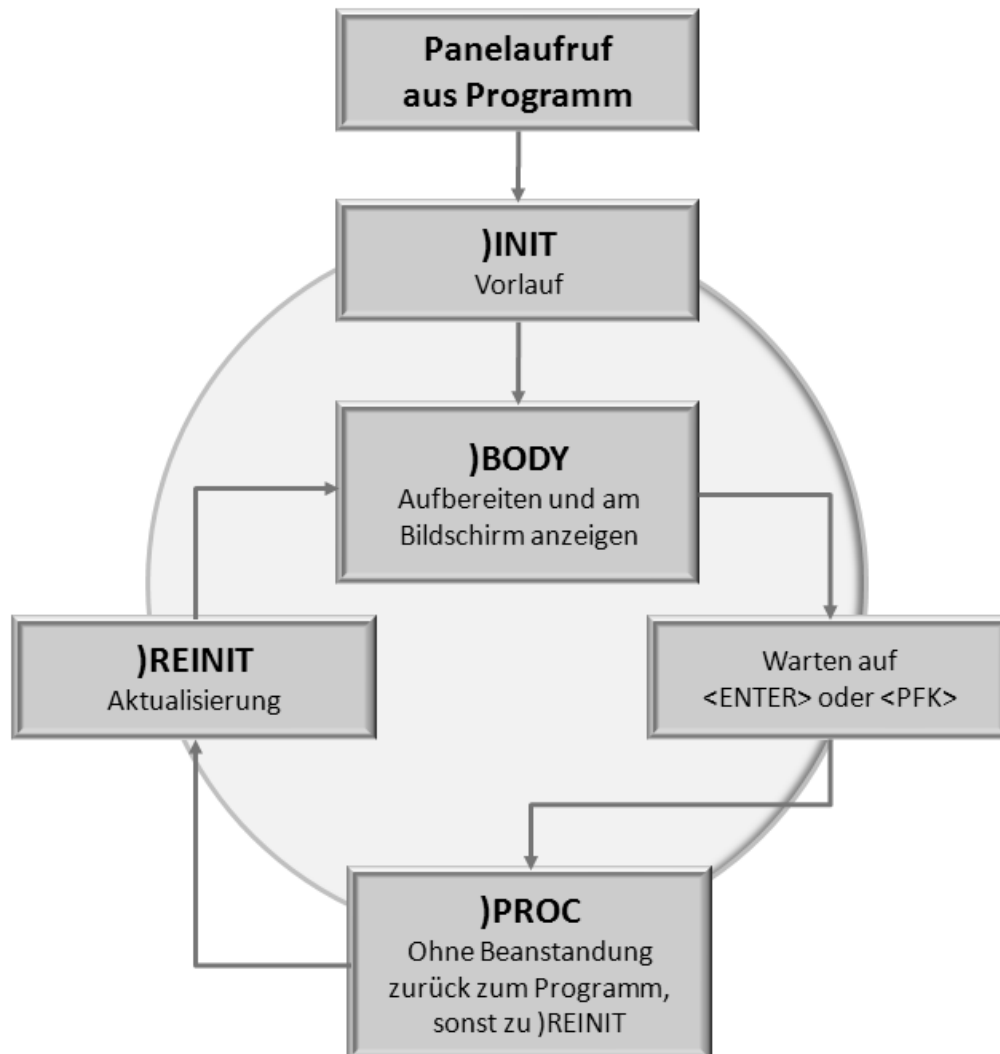 Panelaufruf
aus Programm
)INIT
Vorlauf
)BODY
Aufbereiten und am
Bildschirm anzeigen
)REINIT
Aktualisierung
Warten auf
<ENTER> oder <PFK>
)PROC
Ohne Beanstandung
zurück zum Programm,
sonst zu )REINIT